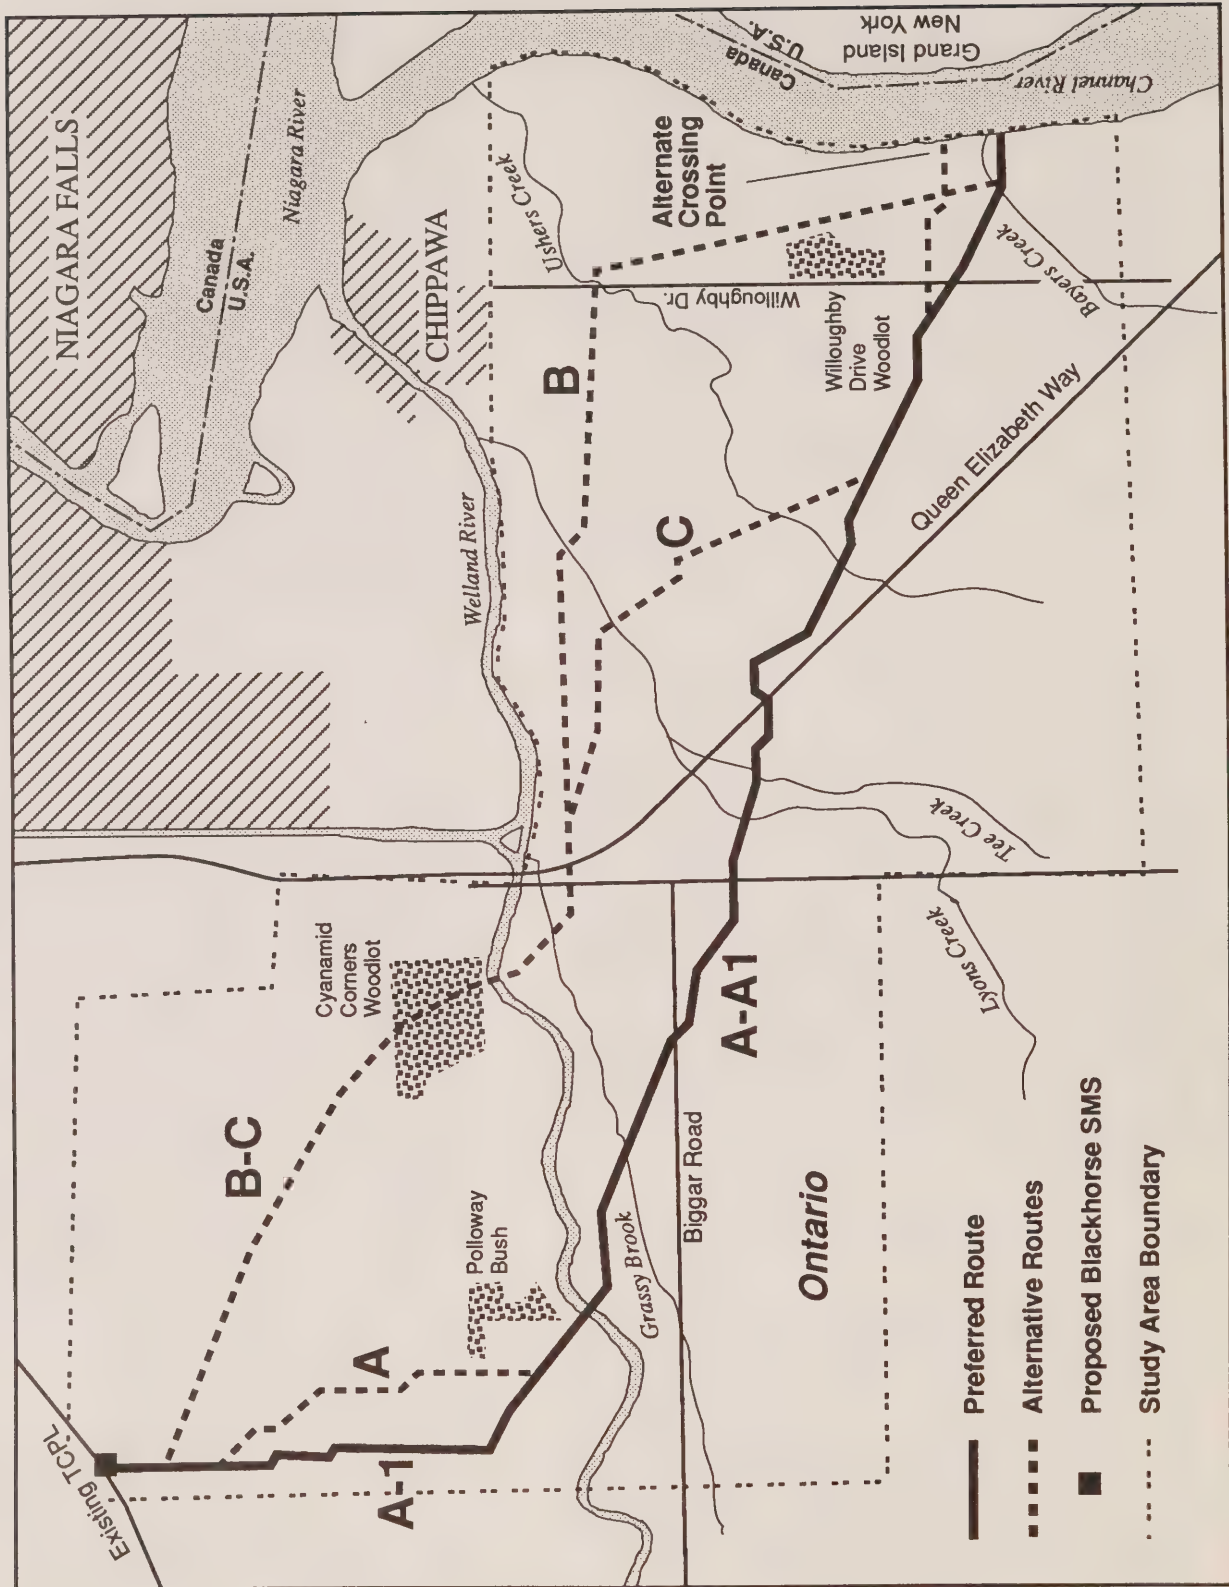 NIAGARA FALLS
Canada
U.S.A.
Niagara River
CHIPPAWA
Ushers Creek
Welland River
B
C
Willoughby Dr.
Alternate
Crossing
Point
Willoughby
Drive
Woodlot
Canada
U.S.A.
Grand Island
New York
Channel River
Bayers Creek
Queen Elizabeth Way
Tee Creek
Lyons Creek
Cyanamid
Corners
Woodlot
B-C
Polloway
Bush
A
Existing TCPL
A-1
Grassy Brook
Biggar Road
A-A1
Ontario
Preferred Route
Alternative Routes
Proposed Blackhorse SMS
Study Area Boundary